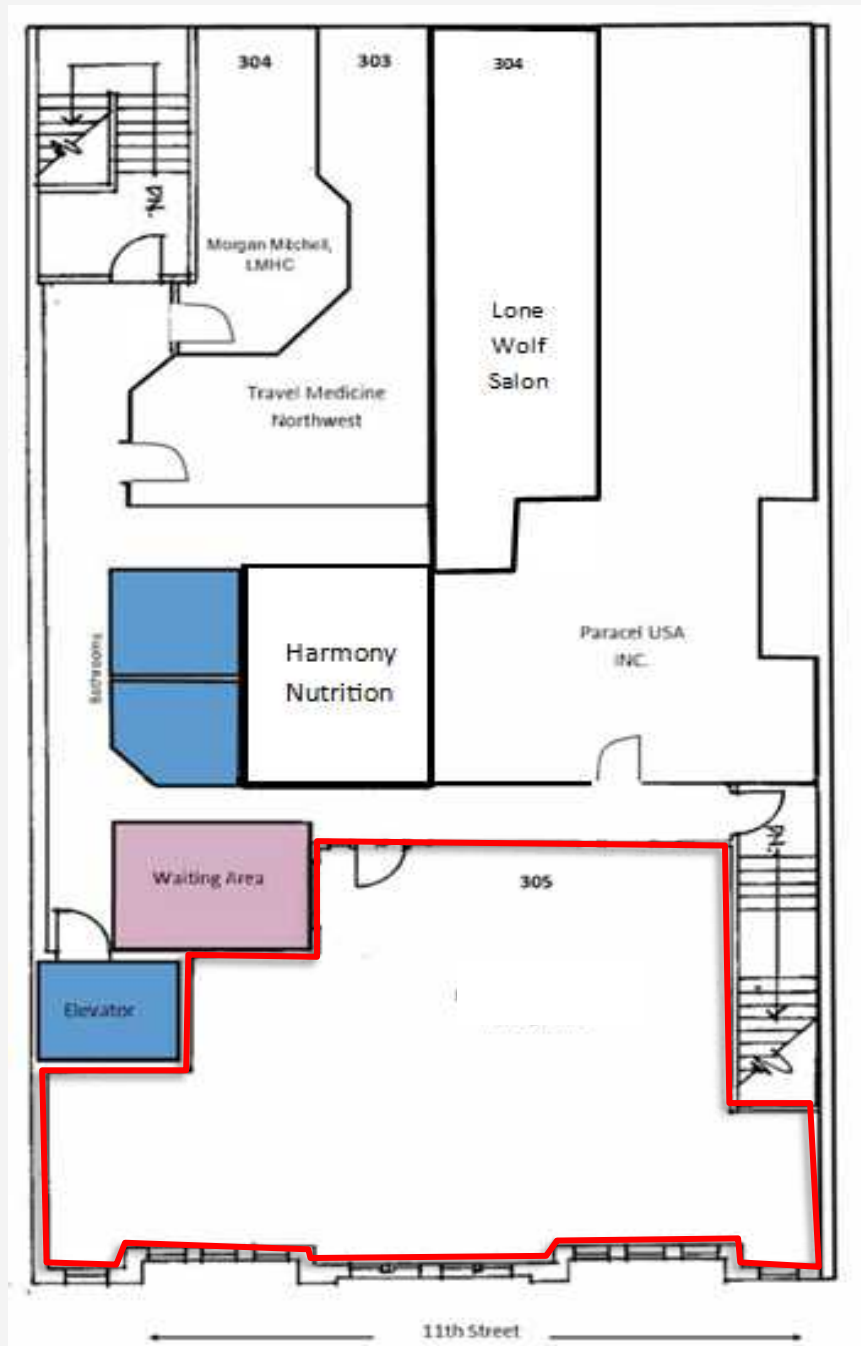 304
303
304
DN.
Morgan Mitchell,
LMHC
Lone
Wolf
Salon
Travel Medicine
Northwest
Bathrooms
Harmony
Nutrition
Paracel USA
INC.
DN.
Waiting Area
305
Elevator
11th Street